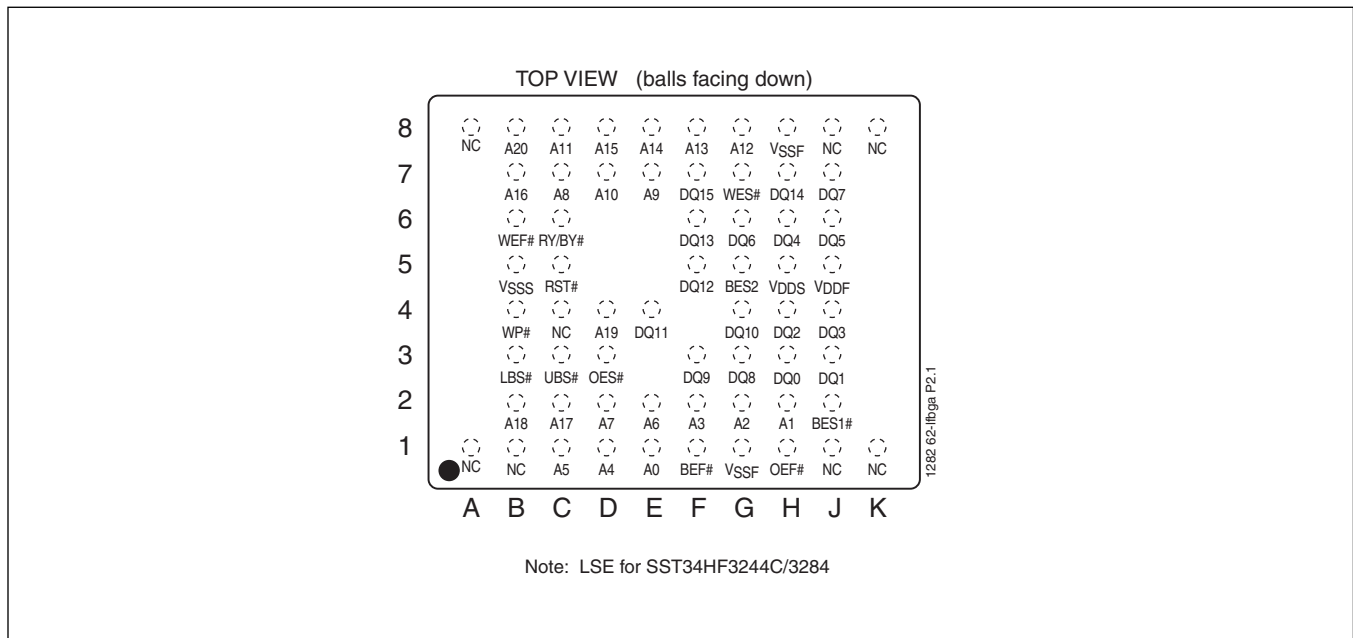 TOP VIEW (balls facing down)
8
NC A20 A11 A15 A14 A13 A12 VSSF NC NC
7
A16 A8 A10 A9 DQ15 WES# DQ14 DQ7
6
WEF# RY/BY# DQ13 DQ6 DQ4 DQ5
5
VSSS RST# DQ12 BES2 VDDS VDDF
4
WP# NC A19 DQ11 DQ10 DQ2 DQ3
3
LBS# UBS# OES# DQ9 DQ8 DQ0 DQ1
2
A18 A17 A7 A6 A3 A2 A1 BES1#
1
NC NC A5 A4 A0 BEF# VSSF OEF# NC NC
A B C D E F G H J K
1282 62-lfbga P2.1
Note: LSE for SST34HF3244C/3284